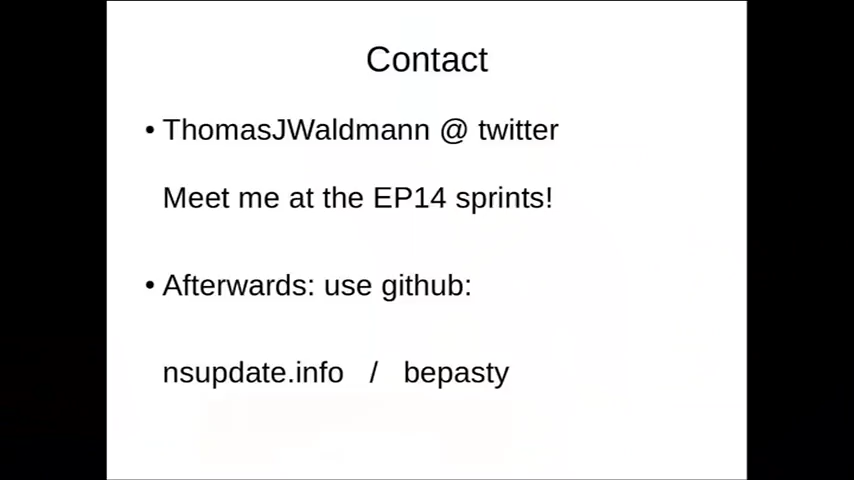 Contact
• ThomasJWaldmann @ twitter
Meet me at the EP14 sprints!
• Afterwards: use github:
nsupdate.info / bepasty